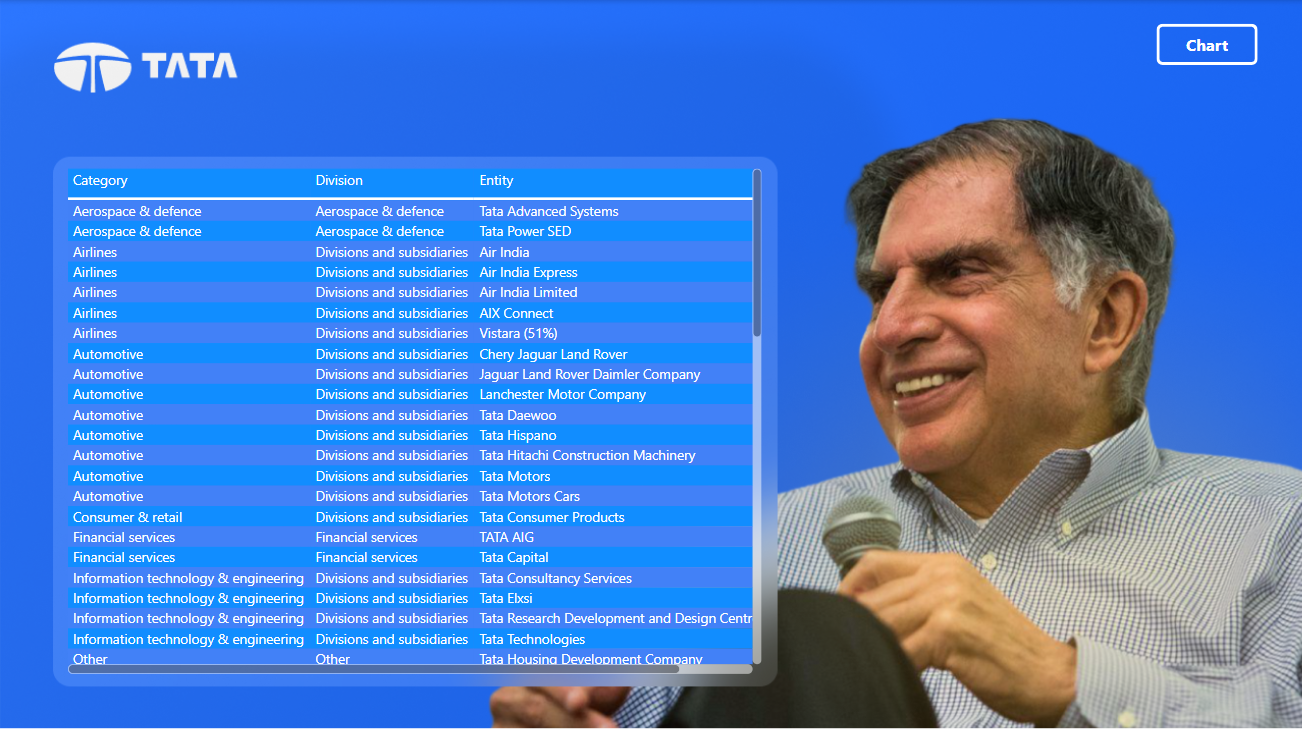 TATA
Chart
Category Division Entity
Aerospace & defence Aerospace & defence Tata Advanced Systems
Aerospace & defence Aerospace & defence Tata Power SED
Airlines Divisions and subsidiaries Air India
Airlines Divisions and subsidiaries Air India Express
Airlines Divisions and subsidiaries Air India Limited
Airlines Divisions and subsidiaries AIX Connect
Airlines Divisions and subsidiaries Vistara (51%)
Automotive Divisions and subsidiaries Chery Jaguar Land Rover
Automotive Divisions and subsidiaries Jaguar Land Rover Daimler Company
Automotive Divisions and subsidiaries Lanchester Motor Company
Automotive Divisions and subsidiaries Tata Daewoo
Automotive Divisions and subsidiaries Tata Hispano
Automotive Divisions and subsidiaries Tata Hitachi Construction Machinery
Automotive Divisions and subsidiaries Tata Motors
Automotive Divisions and subsidiaries Tata Motors Cars
Consumer & retail Divisions and subsidiaries Tata Consumer Products
Financial services Financial services TATA AIG
Financial services Financial services Tata Capital
Information technology & engineering Divisions and subsidiaries Tata Consultancy Services
Information technology & engineering Divisions and subsidiaries Tata Elxsi
Information technology & engineering Divisions and subsidiaries Tata Research Development and Design Centr
Information technology & engineering Divisions and subsidiaries Tata Technologies
Other Other Tata Housing Development Company